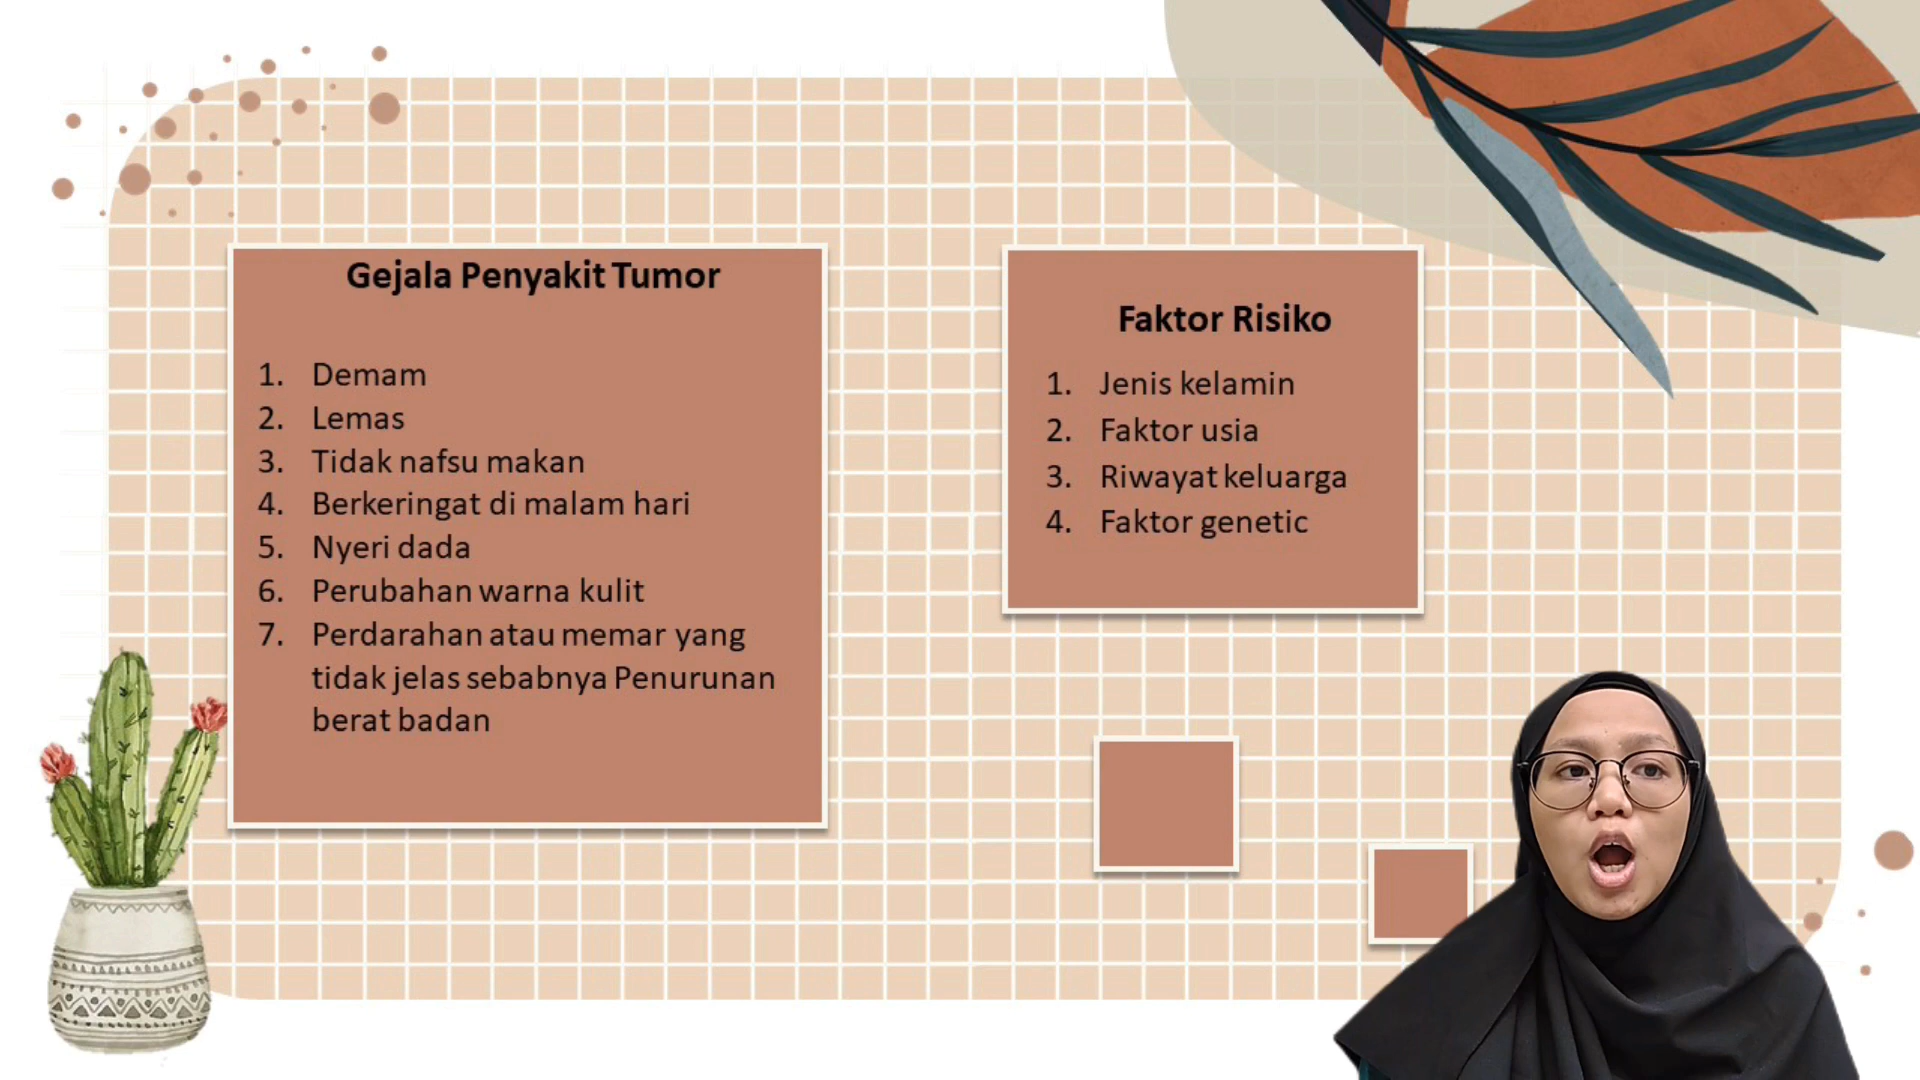 Gejala Penyakit Tumor
1. Demam
2. Lemas
3. Tidak nafsu makan
4. Berkeringat di malam hari
5. Nyeri dada
6. Perubahan warna kulit
7. Perdarahan atau memar yang
tidak jelas sebabnya Penurunan
berat badan
Faktor Risiko
1. Jenis kelamin
2. Faktor usia
3. Riwayat keluarga
4. Faktor genetic